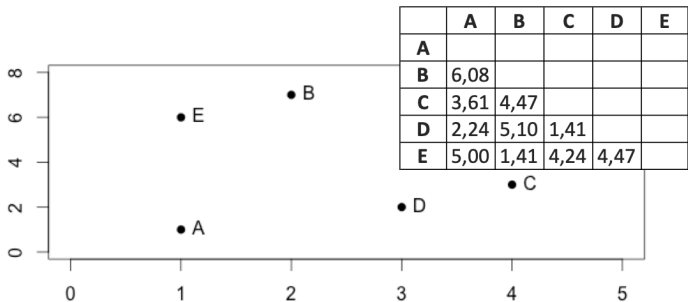 A B C D E
A
B 6,08
C 3,61 4,47
D 2,24 5,10 1,41
E 5,00 1,41 4,24 4,47
8
B
E
6
4
C
D
2
A
0
0 1 2 3 4 5